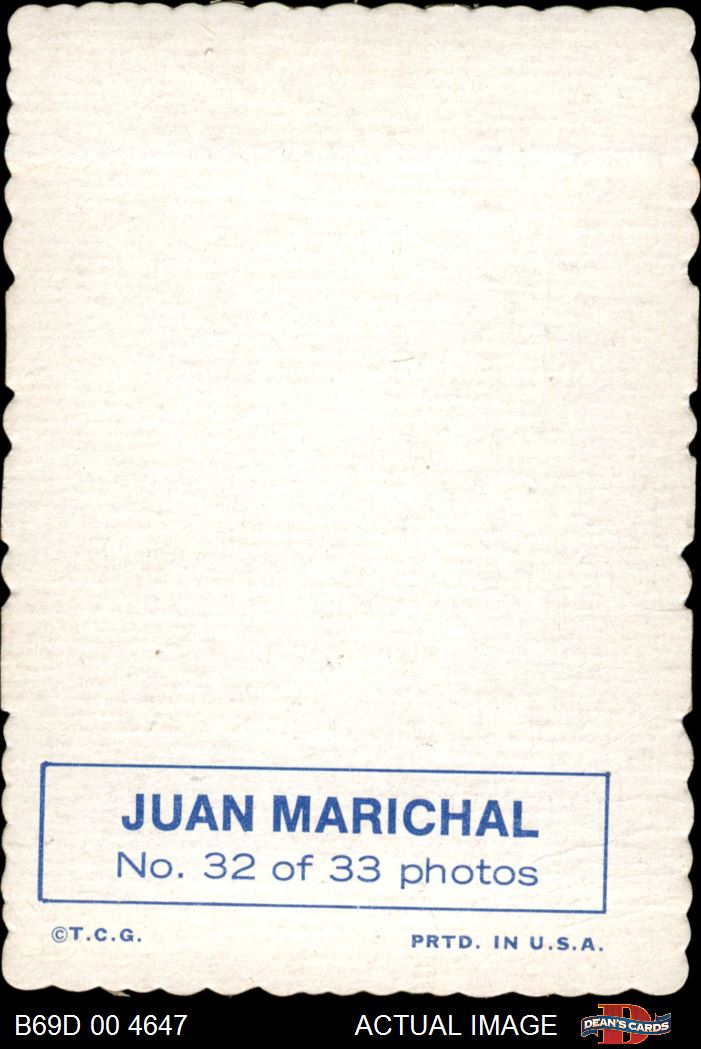 JUAN MARICHAL
No. 32 of 33 photos
©T.C.G.
PRTD. IN U.S.A.
B69D 00 4647
ACTUAL IMAGE
DEAN'S CARDS